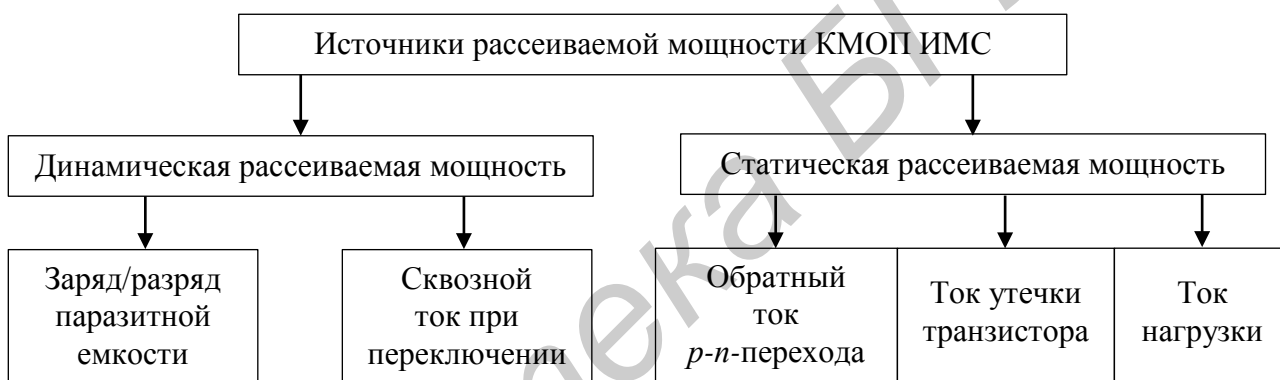 Источники рассеиваемой мощности КМОП ИМС
Динамическая рассеиваемая мощность
Статическая рассеиваемая мощность
Заряд/разряд
паразитной
емкости
Сквозной
ток при
переключении
Обратный
ток
p-n-перехода
Ток утечки
транзистора
Ток
нагрузки